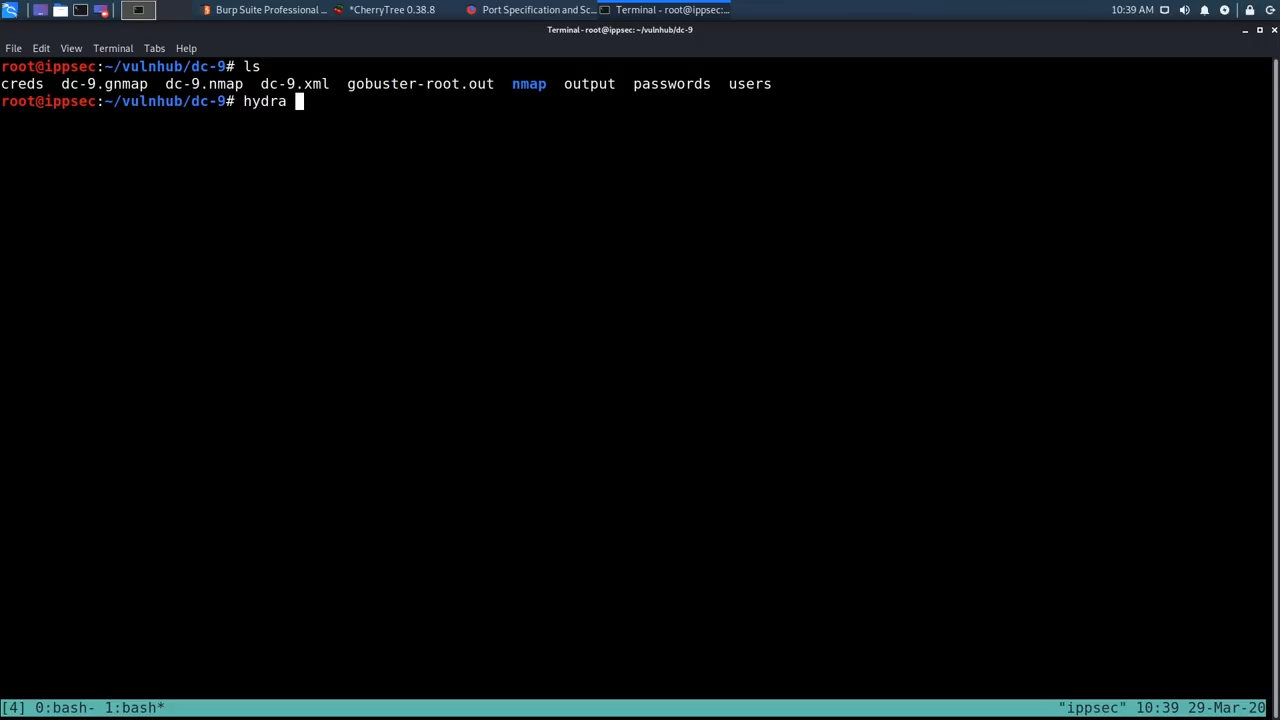 Burp Suite Professional ... *CherryTree 0.38.8 Port Specification and Sc... Terminal - root@ippsec:... 10:39 AM
Terminal - root@ippsec: ~/vulnhub/dc-9
File Edit View Terminal Tabs Help
root@ippsec:~/vulnhub/dc-9# ls
creds dc-9.gnmap dc-9.nmap dc-9.xml gobuster-root.out nmap output passwords users
root@ippsec:~/vulnhub/dc-9# hydra
[4] 0:bash- 1:bash* "ippsec" 10:39 29-Mar-20